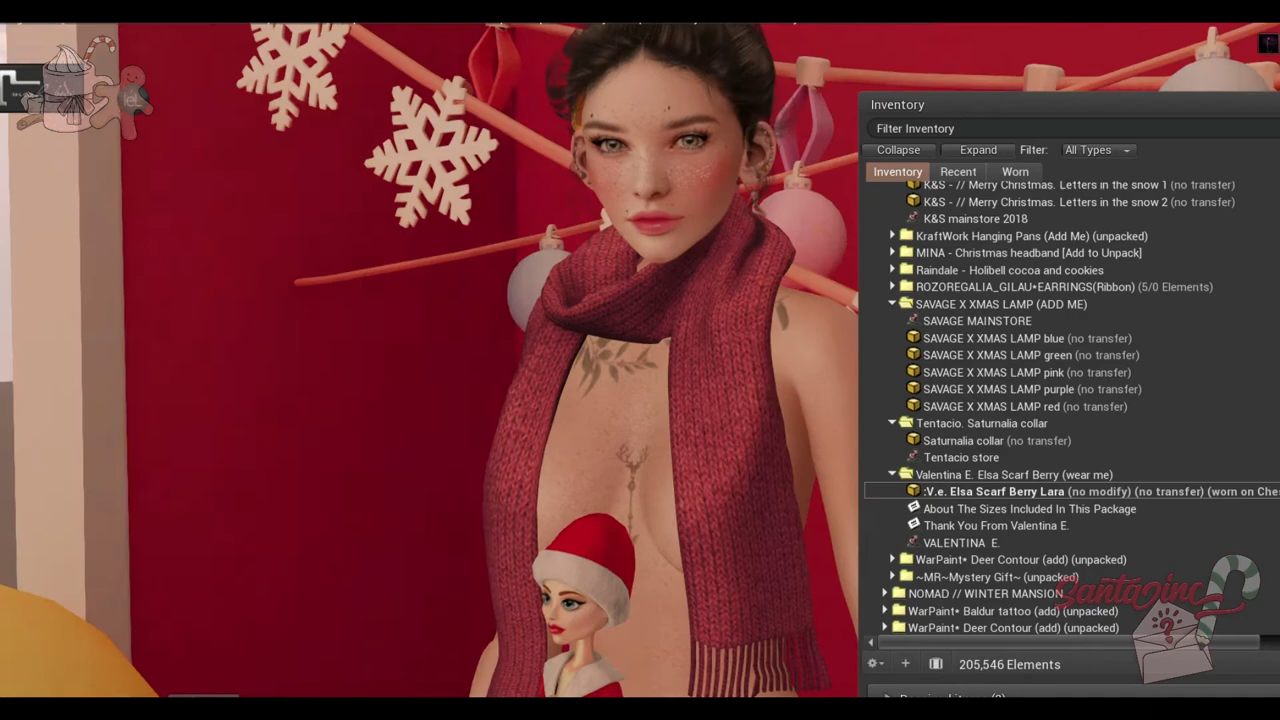 Inventory
Filter Inventory
Collapse Expand Filter: All Types
Inventory Recent Worn
K&S - // Merry Christmas. Letters in the snow 1 (no transfer)
K&S - // Merry Christmas. Letters in the snow 2 (no transfer)
K&S mainstore 2018
KraftWork Hanging Pans (Add Me) (unpacked)
MINA - Christmas headband [Add to Unpack]
Raindale - Holibell cocoa and cookies
ROZOREGALIA_GILAU*EARRINGS(Ribbon) (5/0 Elements)
SAVAGE X XMAS LAMP (ADD ME)
SAVAGE MAINSTORE
SAVAGE X XMAS LAMP blue (no transfer)
SAVAGE X XMAS LAMP green (no transfer)
SAVAGE X XMAS LAMP pink (no transfer)
SAVAGE X XMAS LAMP purple (no transfer)
SAVAGE X XMAS LAMP red (no transfer)
Tentacio. Saturnalia collar
Saturnalia collar (no transfer)
Tentacio store
Valentina E. Elsa Scarf Berry (wear me)
:V.e. Elsa Scarf Berry Lara (no modify) (no transfer) (worn on Che
About The Sizes Included In This Package
Thank You From Valentina E.
VALENTINA E.
WarPaint* Deer Contour (add) (unpacked)
~MR~Mystery Gift~ (unpacked)
NOMAD // WINTER MANSION
WarPaint* Baldur tattoo (add) (unpacked)
WarPaint* Deer Contour (add) (unpacked)
Santa inc
?
205,546 Elements